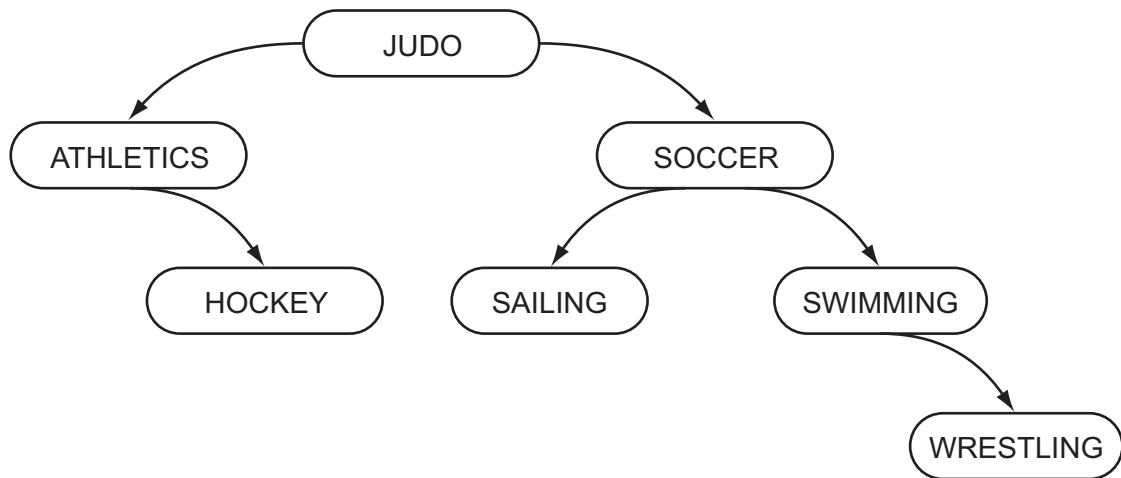 JUDO
ATHLETICS
SOCCER
HOCKEY
SAILING
SWIMMING
WRESTLING